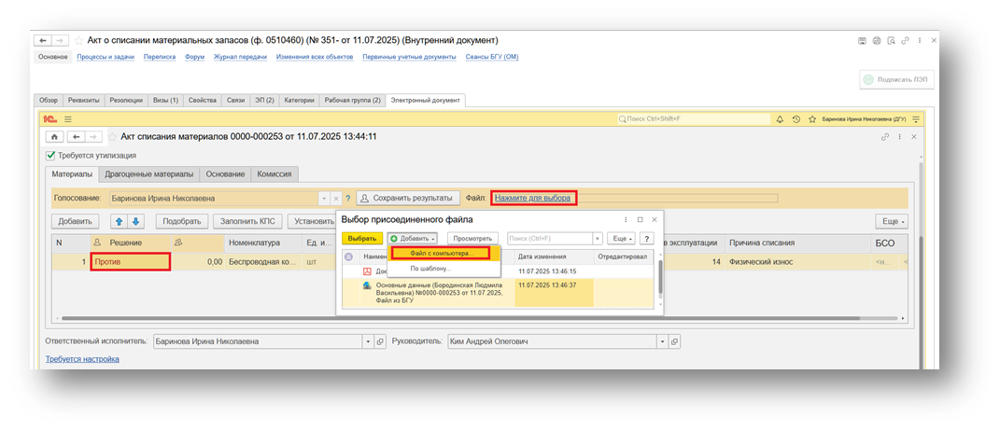 Акт о списании материальных запасов (ф. 0510460) (№ 351- от 11.07.2025) (Внутренний документ)
Основное Процессы и задачи Переписка Форум Журнал передачи Изменения всех объектов Первичные учетные документы Сеансы БГУ (ОМ)
Подписать ПЭП
Обзор Реквизиты Резолюции Визы (1) Свойства Связи ЭП (2) Категории Рабочая группа (2) Электронный документ
1С Поиск Ctrl+Shift+F Баринова Ирина Николаевна (ДГУ)
Акт списания материалов 0000-000253 от 11.07.2025 13:44:11
Требуется утилизация
Материалы Драгоценные материалы Основание Комиссия
Голосование: Баринова Ирина Николаевна ? Сохранить результаты Файл: Нажмите для выбора
Добавить Подобрать Заполнить КПС Установить Еще
N Решение Номенклатура Ед. и... в эксплуатации Причина списания БСО
1 Против 0,00 Беспроводная ко... шт 14 Физический износ <н... <
Выбор присоединенного файла
Выбрать Добавить Просмотреть Поиск (Ctrl+F) × Еще ?
Наимен Дата изменения Отредактировал
Файл с компьютера...
По шаблону...
До 11.07.2025 13:46:15
Основные данные (Бородинская Людмила 11.07.2025 13:46:37
Васильевна) №0000-000253 от 11.07.2025,
Файл из БГУ
Ответственный исполнитель: Баринова Ирина Николаевна Руководитель: Ким Андрей Олегович
Требуется настройка